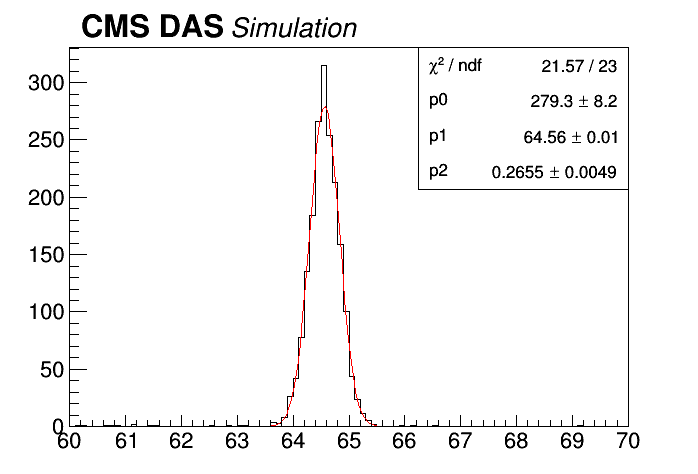 CMS DAS Simulation
χ² / ndf 21.57 / 23
p0 279.3 ± 8.2
p1 64.56 ± 0.01
p2 0.2655 ± 0.0049
300
250
200
150
100
50
0
60 61 62 63 64 65 66 67 68 69 70